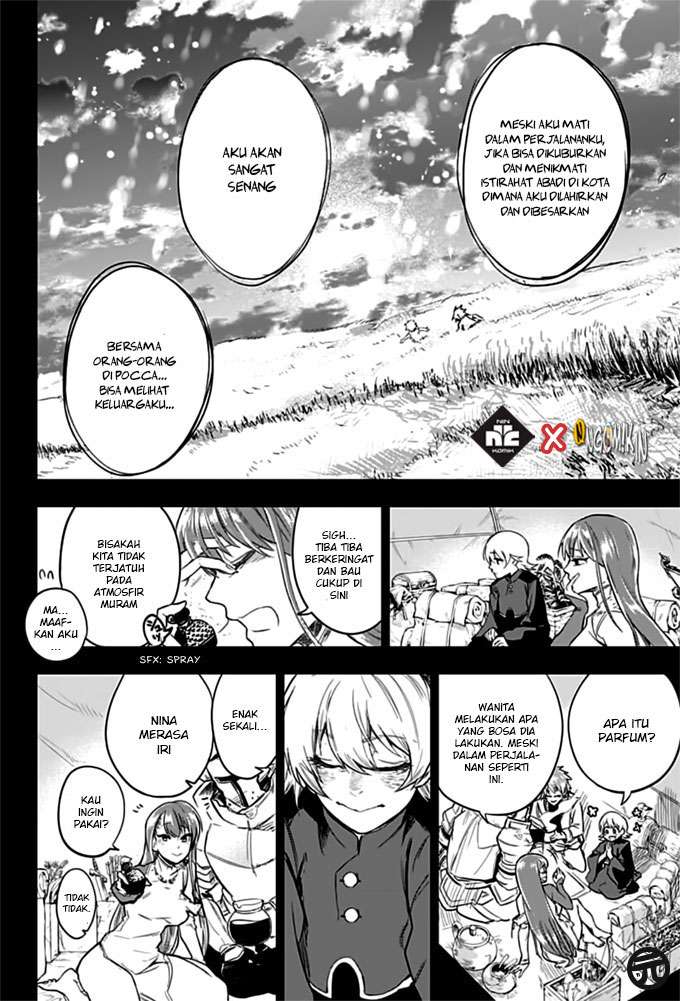 MESKI AKU MATI
DALAM PERJALANANKU,
JIKA BISA DIKUBURKAN
DAN MENIKMATI
ISTIRAHAT ABADI DI KOTA
DIMANA AKU DILAHIRKAN
DAN DIBESARKAN
AKU AKAN
SANGAT
SENANG
BERSAMA
ORANG-ORANG
DI POCCA...
BISA MELIHAT
KELUARGAKU...
NIN
KOMIK
SIGH...
TIBA TIBA
BERKERINGAT
DAN BAU
CUKUP DI
SINI
BISAKAH
KITA TIDAK
TERJATUH
PADA
ATMOSFIR
MURAM
MA...
MAAF-
KAN AKU
...
SFX: SPRAY
APA ITU
PARFUM?
WANITA
MELAKUKAN APA
YANG BOSA DIA
LAKUKAN. MESKI
DALAM PERJALA-
NAN SEPERTI
INI.
ENAK
SEKALI...
NINA
MERASA
IRI
KAU
INGIN
PAKAI?
TIDAK
TIDAK.